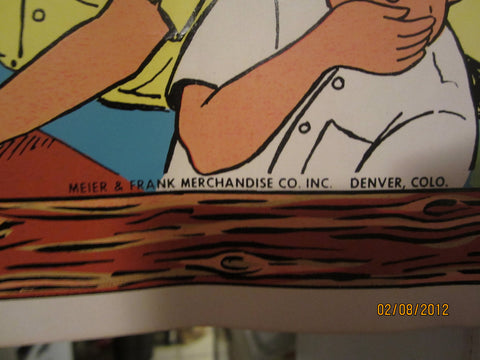 MEIER & FRANK MERCHANDISE CO. INC. DENVER, COLO.
02/08/2012